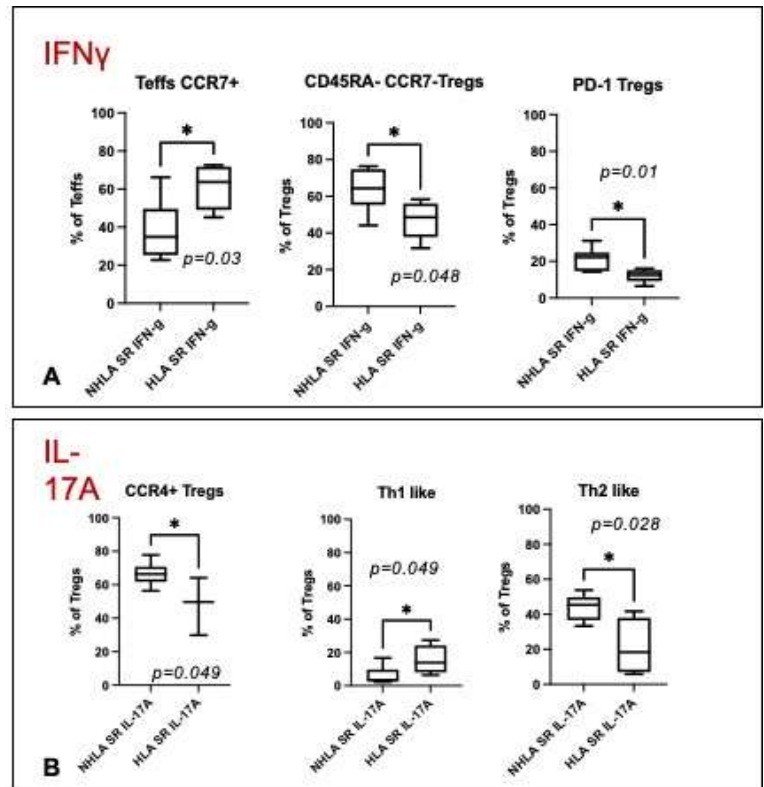 IFNγ
Teffs CCR7+
% of Teffs
100
80
60
40
20
0
*
p=0.03
NHLA SR IFN-g
HLA SR IFN-g
CD45RA- CCR7-Tregs
% of Tregs
100
80
60
40
20
0
*
p=0.048
NHLA SR IFN-g
HLA SR IFN-g
PD-1 Tregs
% of Tregs
100
80
60
40
20
0
p=0.01
*
NHLA SR IFN-g
HLA SR IFN-g
A
IL-
17A
CCR4+ Tregs
% of Tregs
100
80
60
40
20
0
*
p=0.049
NHLA SR IL-17A
HLA SR IL-17A
Th1 like
% of Tregs
100
80
60
40
20
0
p=0.049
*
NHLA SR IL-17A
HLA SR IL-17A
Th2 like
% of Tregs
100
80
60
40
20
0
p=0.028
*
NHLA SR IL-17A
HLA SR IL-17A
B